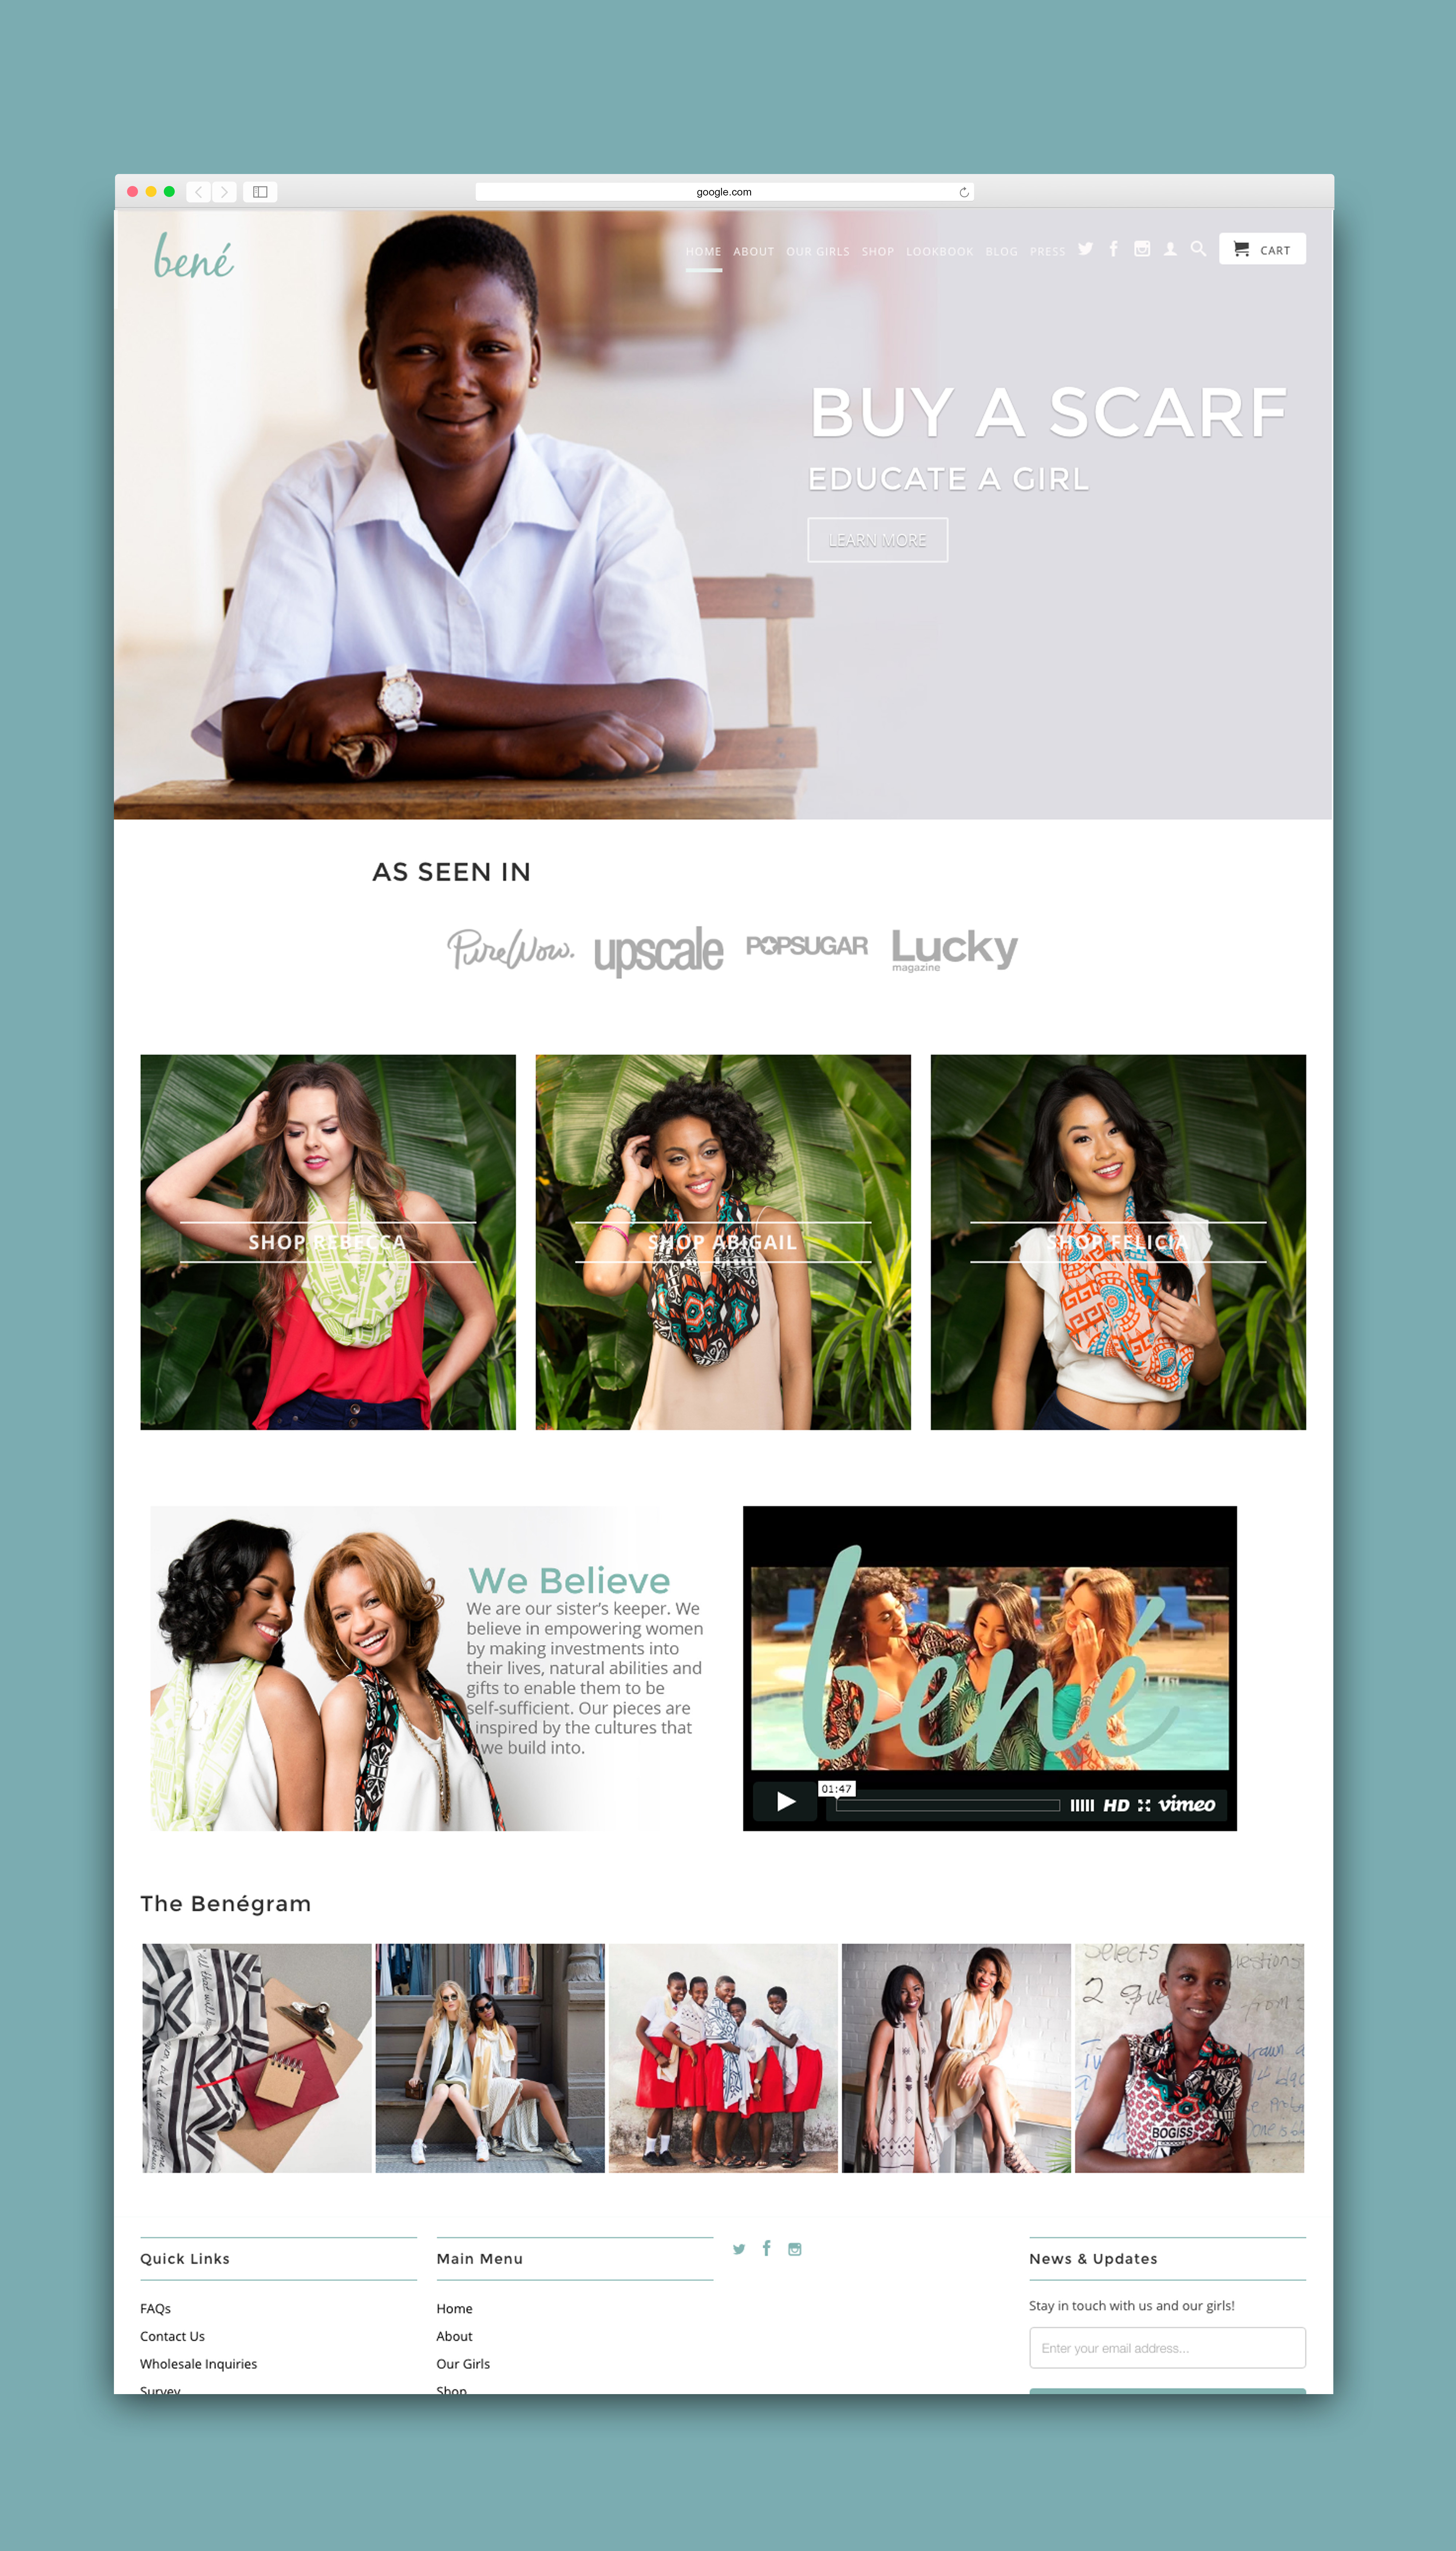 google.com
bené
HOME ABOUT OUR GIRLS SHOP LOOKBOOK BLOG PRESS CART
BUY A SCARF
EDUCATE A GIRL
LEARN MORE
AS SEEN IN
PureWow. upscale POPSUGAR Lucky
magazine
SHOP REBECCA SHOP ABIGAIL SHOP FELICIA
We Believe
We are our sister's keeper. We
believe in empowering women
by making investments into
their lives, natural abilities and
gifts to enable them to be
self-sufficient. Our pieces are
inspired by the cultures that
we build into.
bené
01:47
HD vimeo
The Benégram
Selects
2
BOGISS
Quick Links
FAQs
Contact Us
Wholesale Inquiries
Survey
Main Menu
Home
About
Our Girls
Shop
News & Updates
Stay in touch with us and our girls!
Enter your email address...